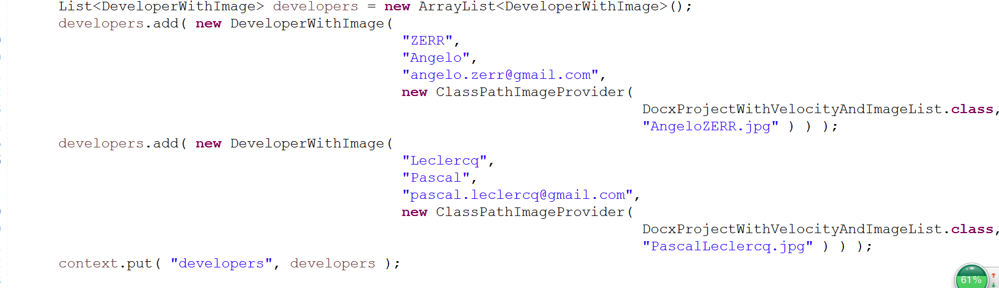 List<DeveloperWithImage> developers = new ArrayList<DeveloperWithImage>();
developers.add( new DeveloperWithImage(
"ZERR",
"Angelo",
"angelo.zerr@gmail.com",
new ClassPathImageProvider(
DocxProjectWithVelocityAndImageList.class,
"AngeloZERR.jpg" ) ) );
developers.add( new DeveloperWithImage(
"Leclercq",
"Pascal",
"pascal.leclercq@gmail.com",
new ClassPathImageProvider(
DocxProjectWithVelocityAndImageList.class,
"PascalLeclercq.jpg" ) ) );
context.put( "developers", developers );
61%